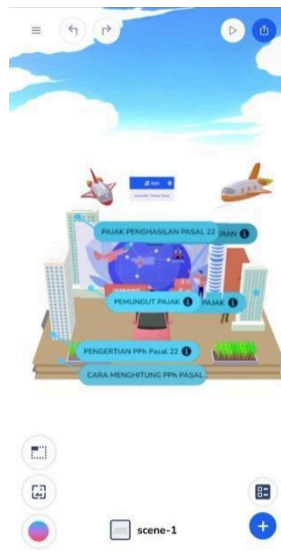 PAJAK PENGHASILAN PASAL 22
PEMUNGUT PAJAK
PAJAK
PENGERTIAN PPh Pasal 22
CARA MENGHITUNG PPh PASAL
scene-1